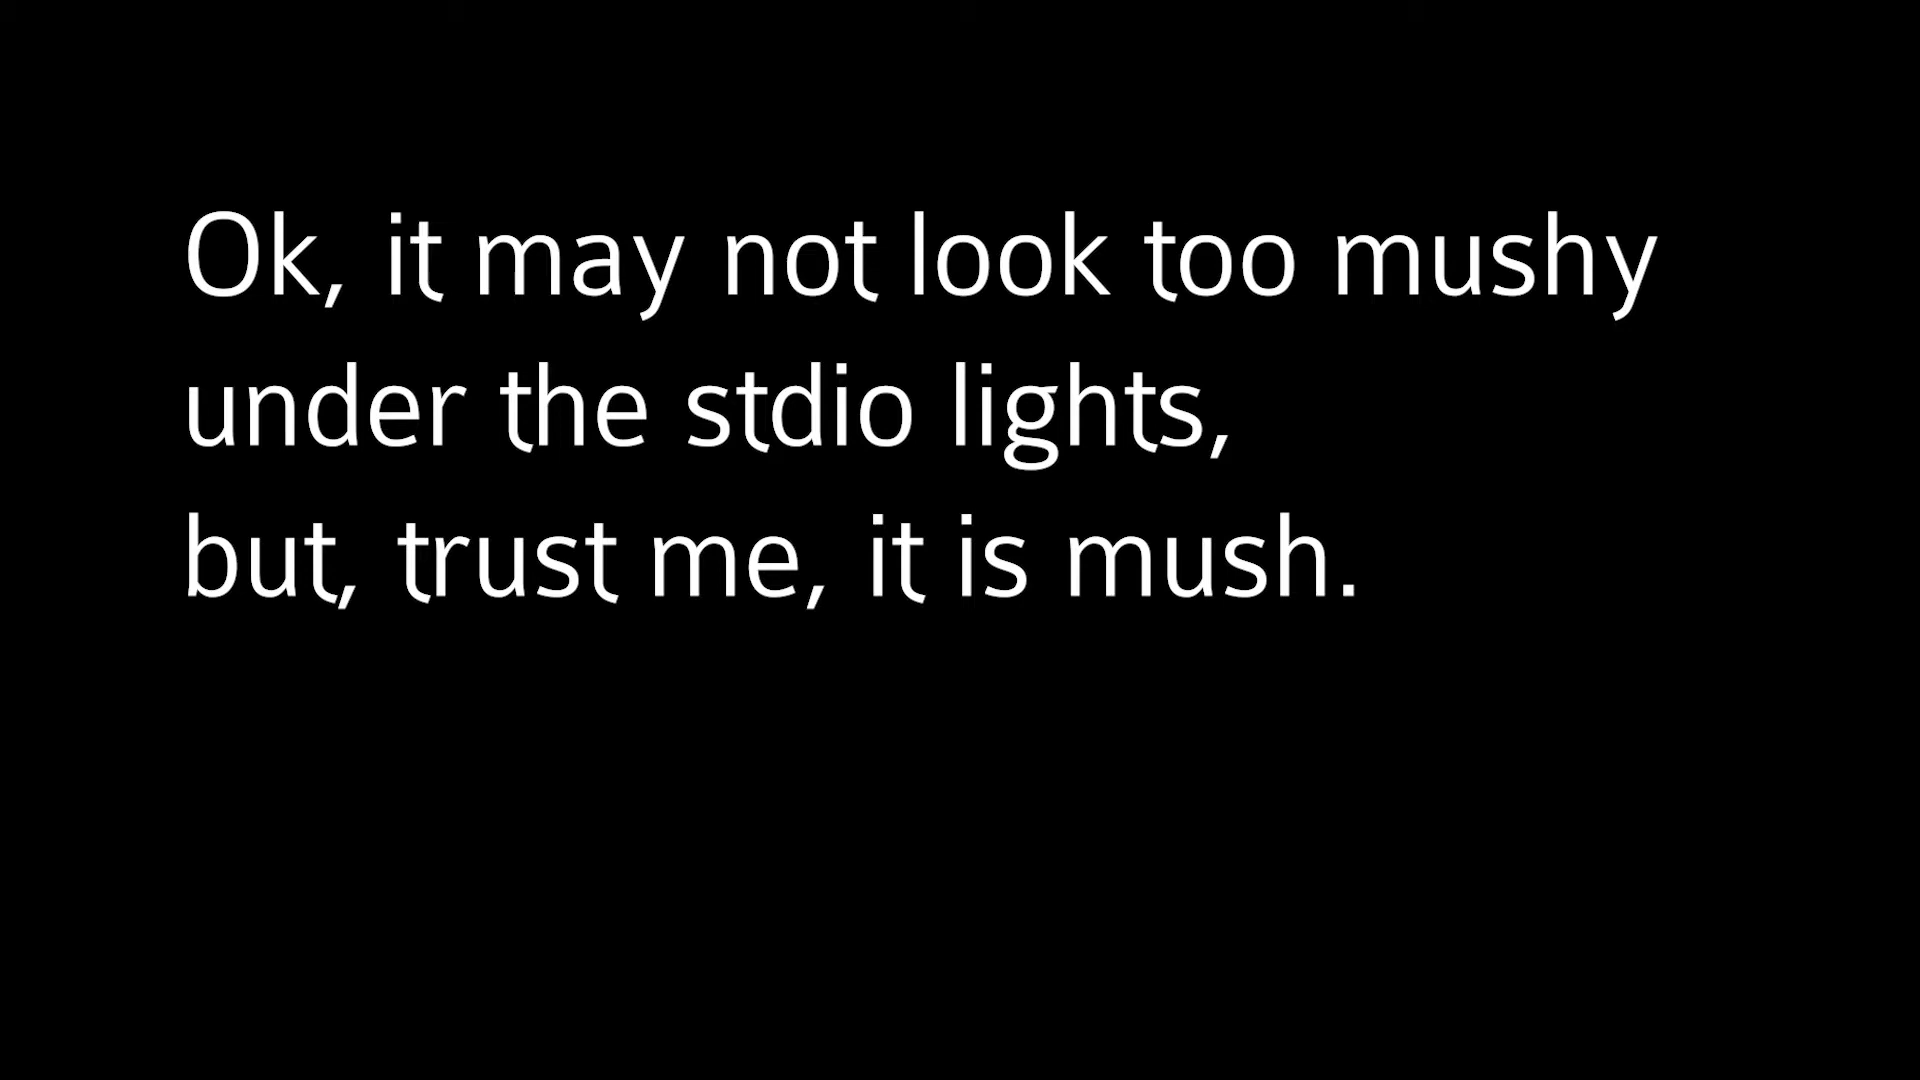 Ok, it may not look too mushy
under the stdio lights,
but, trust me, it is mush.